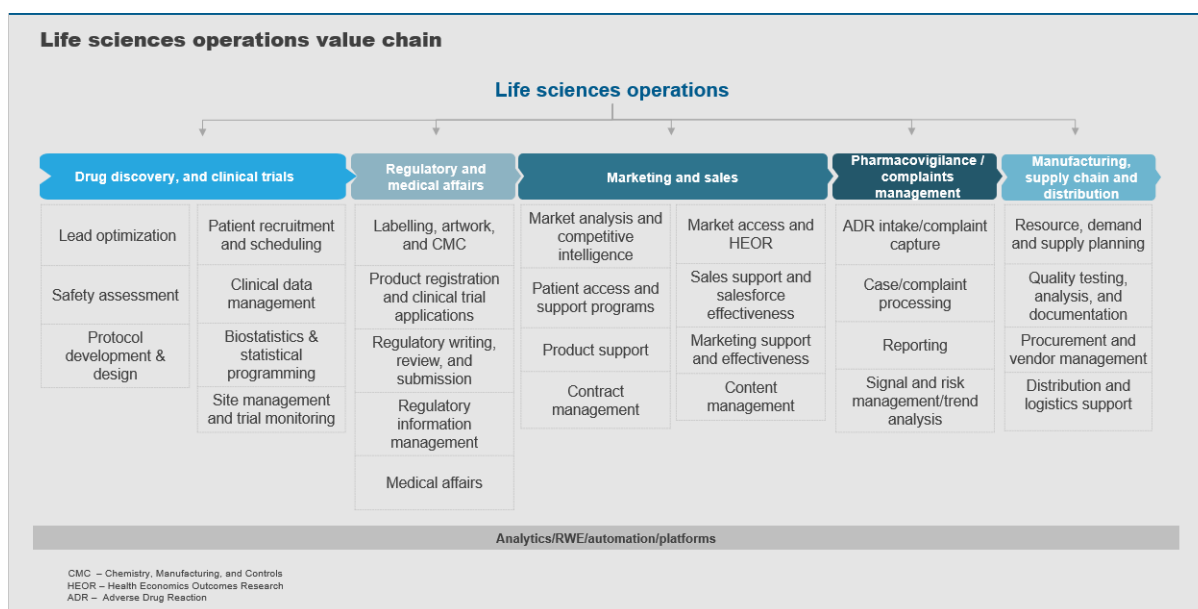 Life sciences operations value chain
Life sciences operations
Drug discovery, and clinical trials
Lead optimization
Safety assessment
Protocol
development &
design
Patient recruitment
and scheduling
Clinical data
management
Biostatistics &
statistical
programming
Site management
and trial monitoring
Regulatory and
medical affairs
Labelling, artwork,
and CMC
Product registration
and clinical trial
applications
Regulatory writing,
review, and
submission
Regulatory
information
management
Medical affairs
Marketing and sales
Market analysis and
competitive
intelligence
Patient access and
support programs
Product support
Contract
management
Market access and
HEOR
Sales support and
salesforce
effectiveness
Marketing support
and effectiveness
Content
management
Pharmacovigilance /
complaints
management
ADR intake/complaint
capture
Case/complaint
processing
Reporting
Signal and risk
management/trend
analysis
Manufacturing,
supply chain and
distribution
Resource, demand
and supply planning
Quality testing,
analysis, and
documentation
Procurement and
vendor management
Distribution and
logistics support
Analytics/RWE/automation/platforms
CMC – Chemistry, Manufacturing, and Controls
HEOR – Health Economics Outcomes Research
ADR – Adverse Drug Reaction